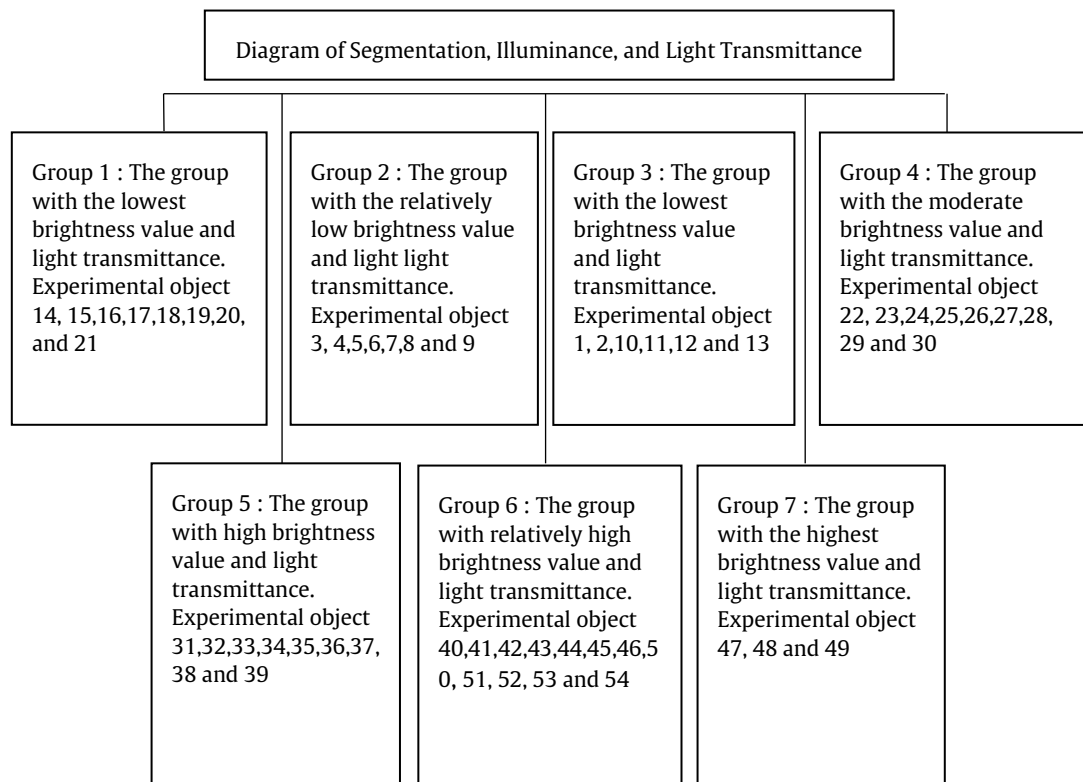 Diagram of Segmentation, Illuminance, and Light Transmittance
Group 1 : The group
with the lowest
brightness value and
light transmittance.
Experimental object
14, 15,16,17,18,19,20,
and 21
Group 2 : The group
with the relatively
low brightness value
and light light
transmittance.
Experimental object
3, 4,5,6,7,8 and 9
Group 3 : The group
with the lowest
brightness value
and light
transmittance.
Experimental object
1, 2,10,11,12 and 13
Group 4 : The group
with the moderate
brightness value and
light transmittance.
Experimental object
22, 23,24,25,26,27,28,
29 and 30
Group 5 : The group
with high brightness
value and light
transmittance.
Experimental object
31,32,33,34,35,36,37,
38 and 39
Group 6 : The group
with relatively high
brightness value and
light transmittance.
Experimental object
40,41,42,43,44,45,46,5
0, 51, 52, 53 and 54
Group 7 : The group
with the highest
brightness value and
light transmittance.
Experimental object
47, 48 and 49